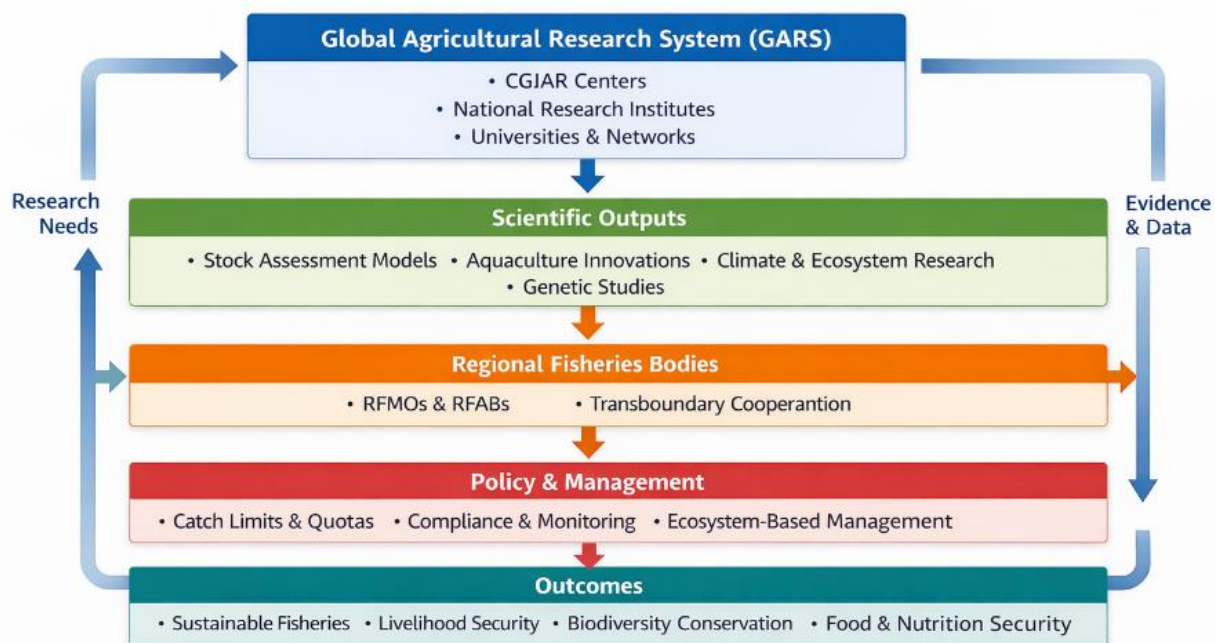 Global Agricultural Research System (GARS)
• CGJAR Centers
• National Research Institutes
• Universities & Networks
Research
Needs
Evidence
& Data
Scientific Outputs
• Stock Assessment Models • Aquaculture Innovations • Climate & Ecosystem Research
• Genetic Studies
Regional Fisheries Bodies
• RFMOs & RFABs • Transboundary Cooperantion
Policy & Management
• Catch Limits & Quotas • Compliance & Monitoring • Ecosystem-Based Management
Outcomes
• Sustainable Fisheries • Livelihood Security • Biodiversity Conservation • Food & Nutrition Security